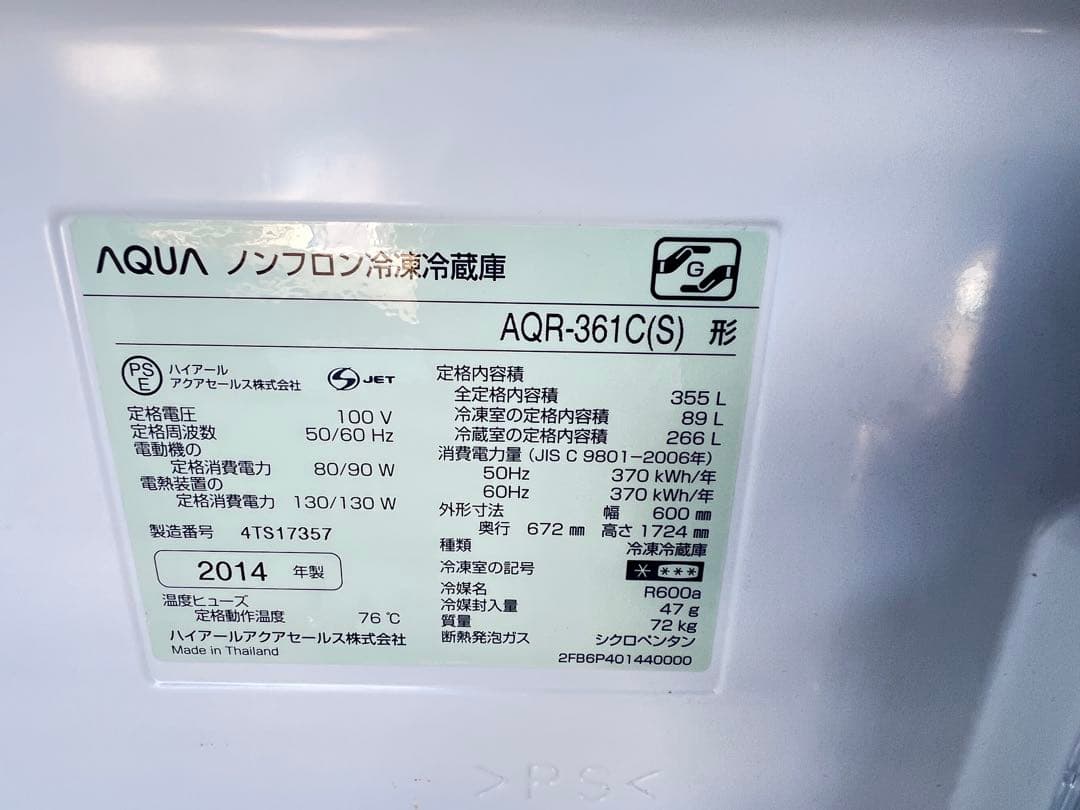 AQUA ノンフロン冷凍冷蔵庫
G
AQR-361C(S) 形
PS E ハイアール アクアセールス株式会社 S JET
定格電圧 100 V
定格周波数 50/60 Hz
電動機の
定格消費電力 80/90 W
電熱装置の
定格消費電力 130/130 W
製造番号 4TS17357
2014 年製
温度ヒューズ
定格動作温度 76 ℃
ハイアールアクアセールス株式会社
Made in Thailand
定格内容積
全定格内容積 355 L
冷凍室の定格内容積 89 L
冷蔵室の定格内容積 266 L
消費電力量 (JIS C 9801-2006年)
50Hz 370 kWh/年
60Hz 370 kWh/年
外形寸法 幅 600 ㎜
奥行 672 ㎜ 高さ 1724 ㎜
種類 冷凍冷蔵庫
冷凍室の記号 * ***
冷媒名 R600a
冷媒封入量 47 g
質量 72 kg
断熱発泡ガス シクロペンタン
2FB6P401440000
>PS<